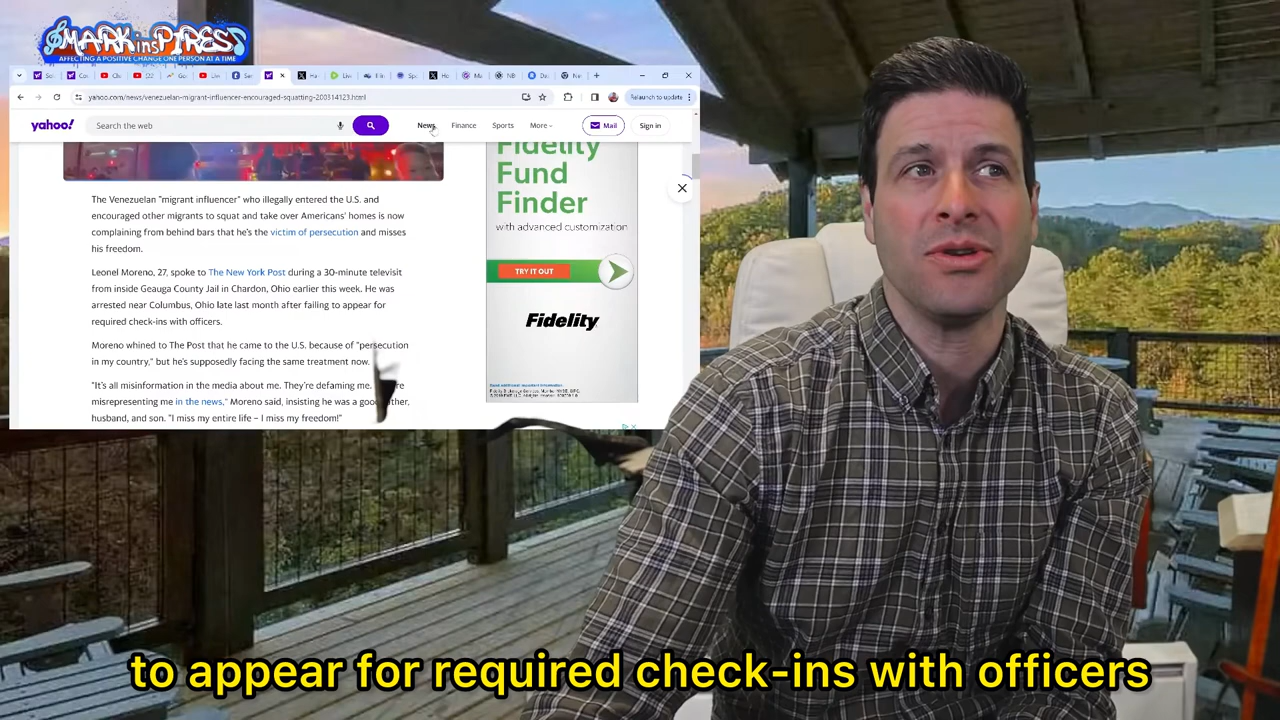 MARKinsPIRES
AFFECTING A POSITIVE CHANGE ONE PERSON AT A TIME
yahoo.com/news/venezuelan-migrant-influencer-encouraged-squatting-200314123.html
Relaunch to update
yahoo!
Search the web
News
Finance
Sports
More
Mail
Sign in
The Venezuelan "migrant influencer" who illegally entered the U.S. and
encouraged other migrants to squat and take over Americans' homes is now
complaining from behind bars that he's the victim of persecution and misses
his freedom.
Leonel Moreno, 27, spoke to The New York Post during a 30-minute televisit
from inside Geauga County Jail in Chardon, Ohio earlier this week. He was
arrested near Columbus, Ohio late last month after failing to appear for
required check-ins with officers.
Moreno whined to The Post that he came to the U.S. because of "persecution
in my country," but he's supposedly facing the same treatment now.
"It's all misinformation in the media about me. They're defaming me.
misrepresenting me in the news," Moreno said, insisting he was a good
husband, and son. "I miss my entire life – I miss my freedom!"
Fidelity
Fund
Finder
with advanced customization
TRY IT OUT
Fidelity
to appear for required check-ins with officers